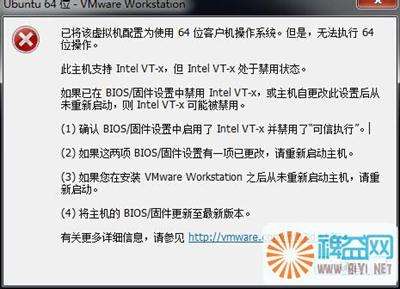 Ubuntu 64 位 - VMware Workstation
已将该虚拟机配置为使用 64 位客户机操作系统。但是，无法执行 64
位操作。
此主机支持 Intel VT-x，但 Intel VT-x 处于禁用状态。
如果已在 BIOS/固件设置中禁用 Intel VT-x，或主机自更改此设置后从
未重新启动，则 Intel VT-x 可能被禁用。
(1) 确认 BIOS/固件设置中启用了 Intel VT-x 并禁用了“可信执行”。
(2) 如果这两项 BIOS/固件设置有一项已更改，请重新启动主机。
(3) 如果您在安装 VMware Workstation 之后从未重新启动主机，请重
新启动。
(4) 将主机的 BIOS/固件更新至最新版本。
有关更多详细信息，请参见 http://vmware.
稗益网
WWW.BIYI.NET